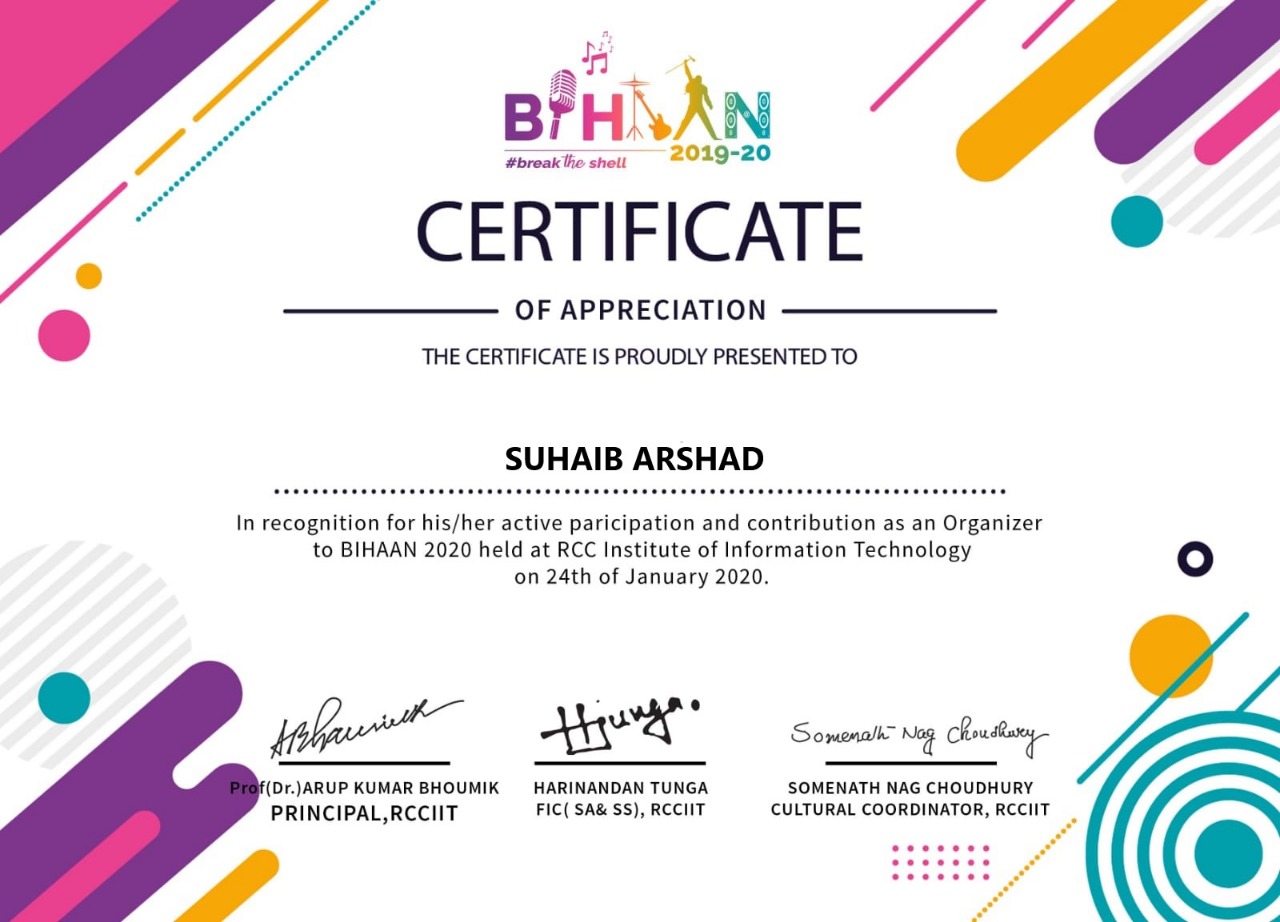 BIHAAN
2019-20
#break the shell
CERTIFICATE
OF APPRECIATION
THE CERTIFICATE IS PROUDLY PRESENTED TO
SUHAIB ARSHAD
In recognition for his/her active paricipation and contribution as an Organizer
to BIHAAN 2020 held at RCC Institute of Information Technology
on 24th of January 2020.
ABhaumik
HTunga.
Somenath Nag Choudhury
Prof(Dr.)ARUP KUMAR BHOUMIK
PRINCIPAL,RCCIIT
HARINANDAN TUNGA
FIC( SA& SS), RCCIIT
SOMENATH NAG CHOUDHURY
CULTURAL COORDINATOR, RCCIIT